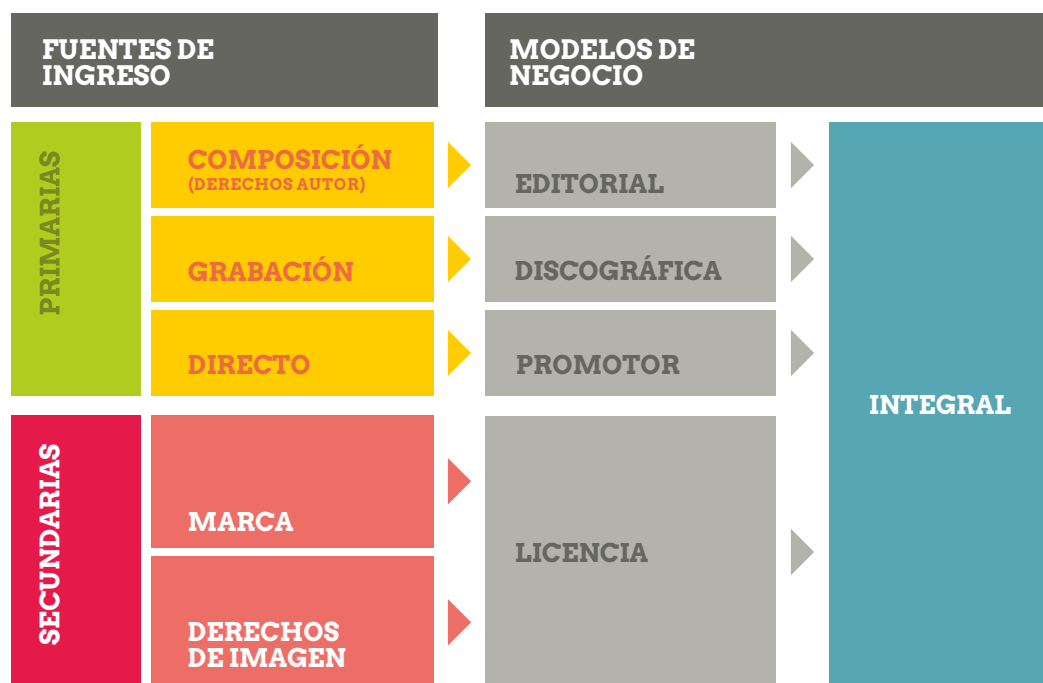 FUENTES DE
INGRESO
MODELOS DE
NEGOCIO
PRIMARIAS
COMPOSICIÓN
(DERECHOS AUTOR)
EDITORIAL
GRABACIÓN
DISCOGRÁFICA
DIRECTO
PROMOTOR
INTEGRAL
SECUNDARIAS
MARCA
LICENCIA
DERECHOS
DE IMAGEN